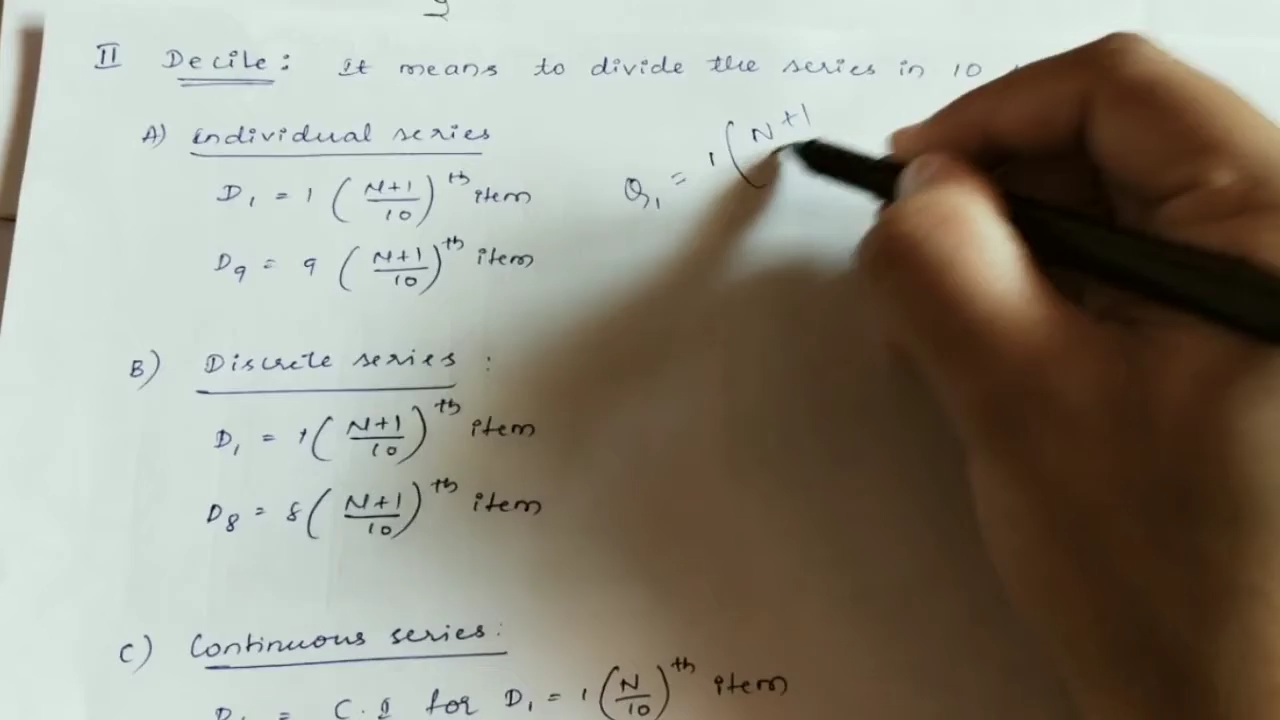 II Decile: It means to divide the series in 10
A) individual series
D₁ = 1 (N+1/10)ᵗʰ item
Q₁ = 1 (N+1
D₉ = 9 (N+1/10)ᵗʰ item
B) Discrete series :
D₁ = 1 (N+1/10)ᵗʰ item
D₈ = 8 (N+1/10)ᵗʰ item
C) Continuous series:
D₁ = C.I for D₁ = 1 (N/10)ᵗʰ item